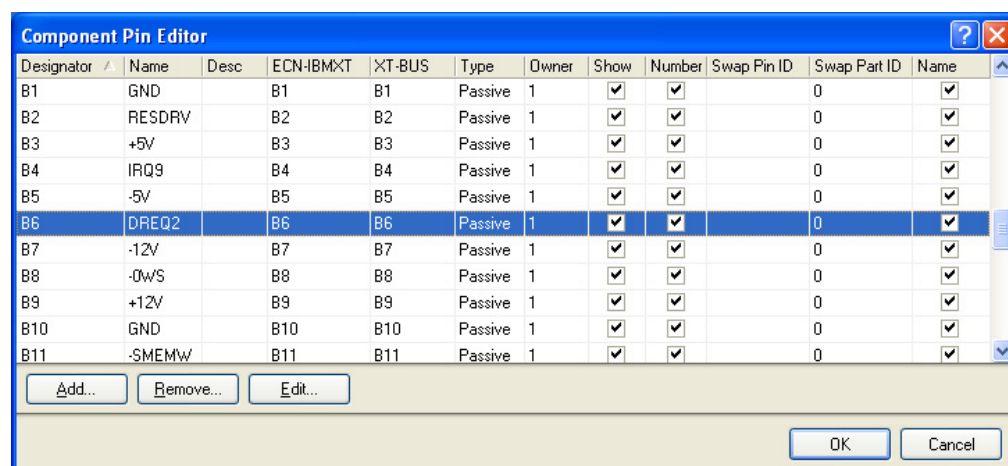 Component Pin Editor
Designator Name Desc ECN-IBMXT XT-BUS Type Owner Show Number Swap Pin ID Swap Part ID Name
B1 GND B1 B1 Passive 1 0
B2 RESDRV B2 B2 Passive 1 0
B3 +5V B3 B3 Passive 1 0
B4 IRQ9 B4 B4 Passive 1 0
B5 -5V B5 B5 Passive 1 0
B6 DREQ2 B6 B6 Passive 1 0
B7 -12V B7 B7 Passive 1 0
B8 -0WS B8 B8 Passive 1 0
B9 +12V B9 B9 Passive 1 0
B10 GND B10 B10 Passive 1 0
B11 -SMEMW B11 B11 Passive 1 0
Add... Remove... Edit...
OK Cancel